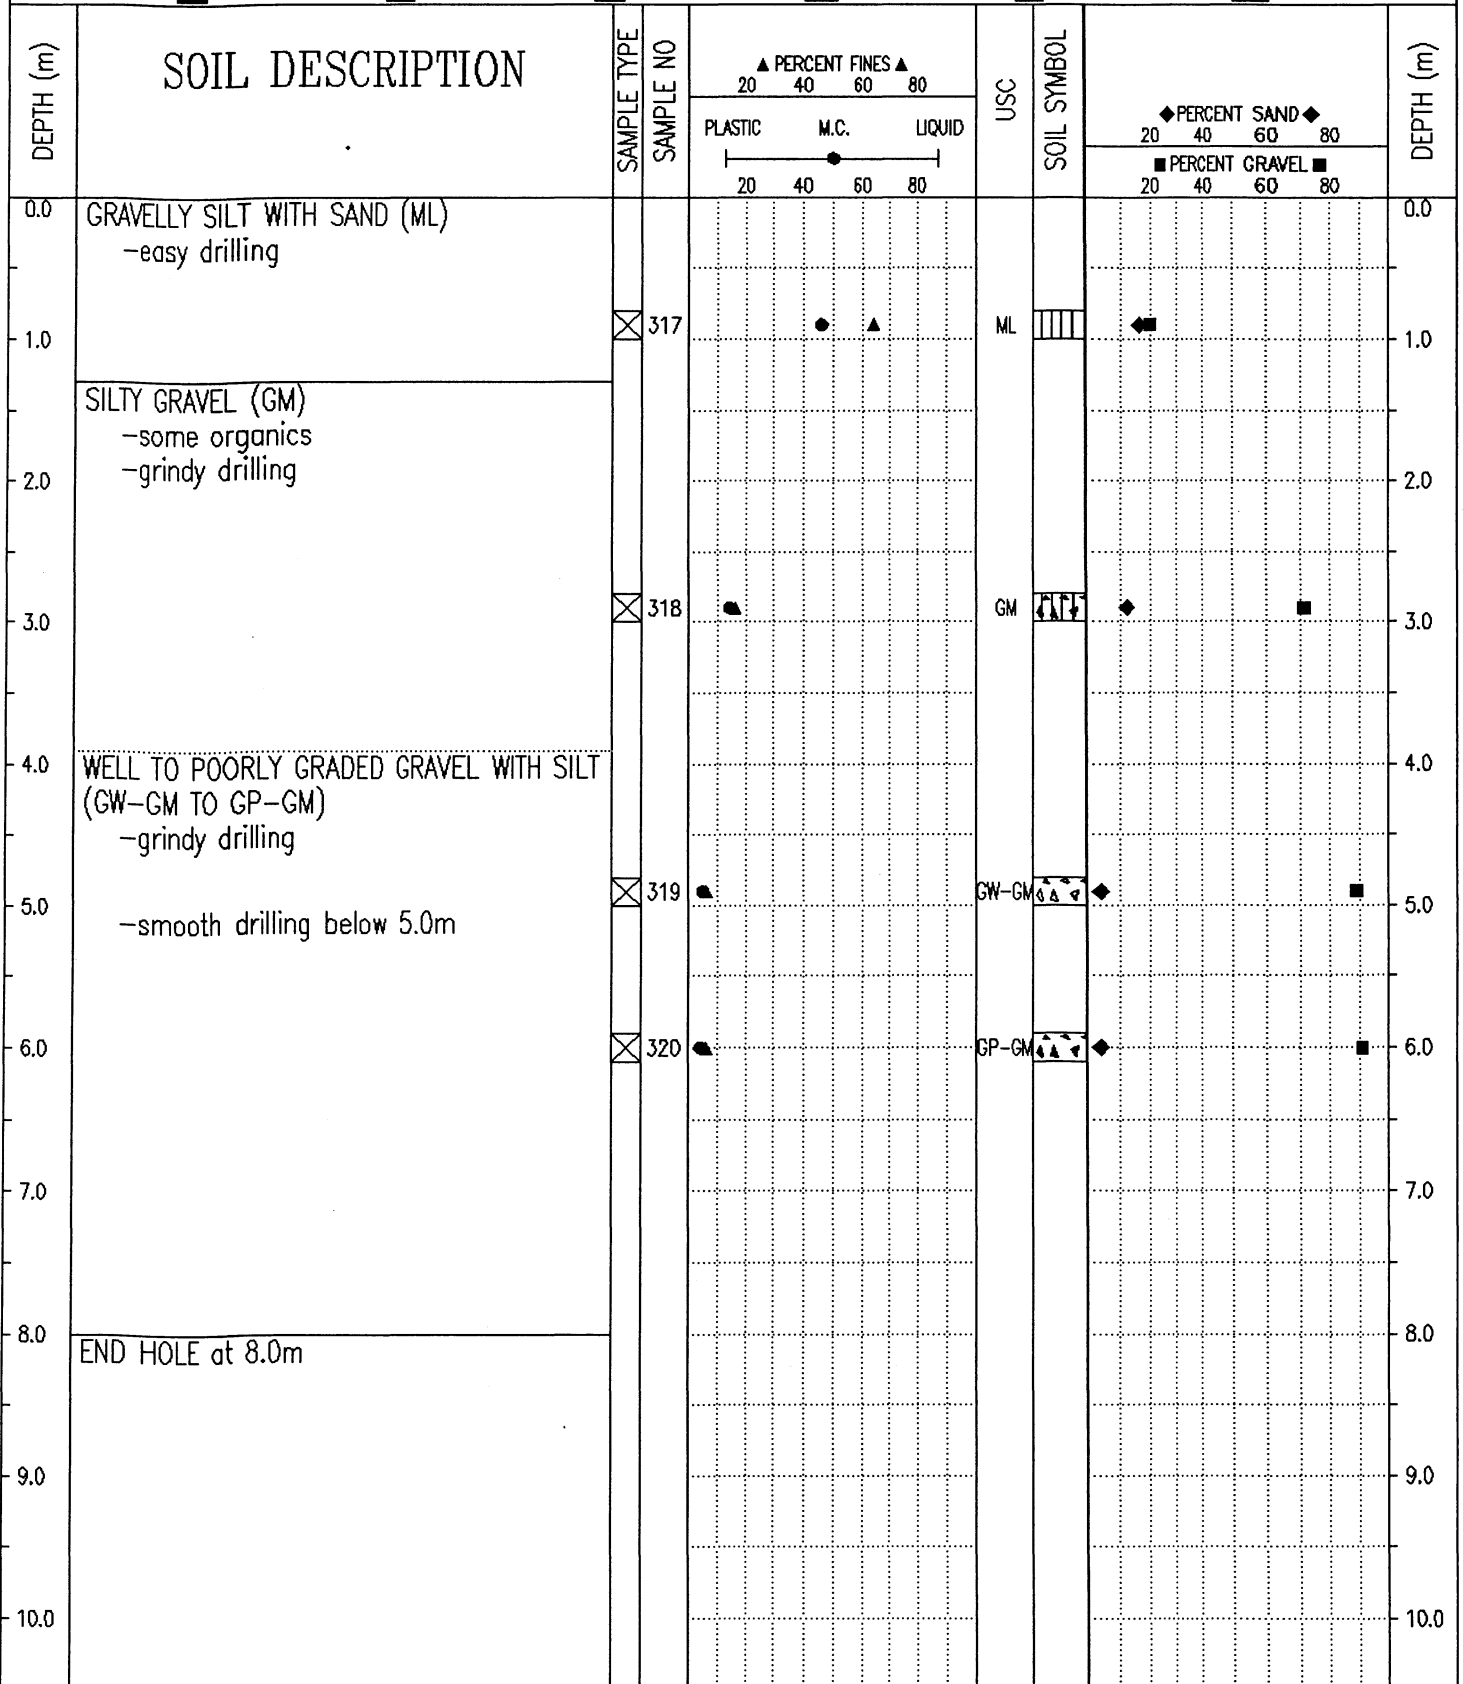 DEPTH (m)
SOIL DESCRIPTION
SAMPLE TYPE
SAMPLE NO
▲ PERCENT FINES ▲
20 40 60 80
PLASTIC M.C. LIQUID
20 40 60 80
USC
SOIL SYMBOL
◆PERCENT SAND◆
20 40 60 80
■PERCENT GRAVEL■
20 40 60 80
DEPTH (m)
0.0 GRAVELLY SILT WITH SAND (ML) 0.0
-easy drilling
317 ML
1.0 1.0
SILTY GRAVEL (GM)
-some organics
-grindy drilling
2.0 2.0
318 GM
3.0 3.0
4.0 WELL TO POORLY GRADED GRAVEL WITH SILT 4.0
(GW-GM TO GP-GM)
-grindy drilling
319 GW-GM
5.0 5.0
-smooth drilling below 5.0m
6.0 320 GP-GM 6.0
7.0 7.0
8.0 8.0
END HOLE at 8.0m
9.0 9.0
10.0 10.0